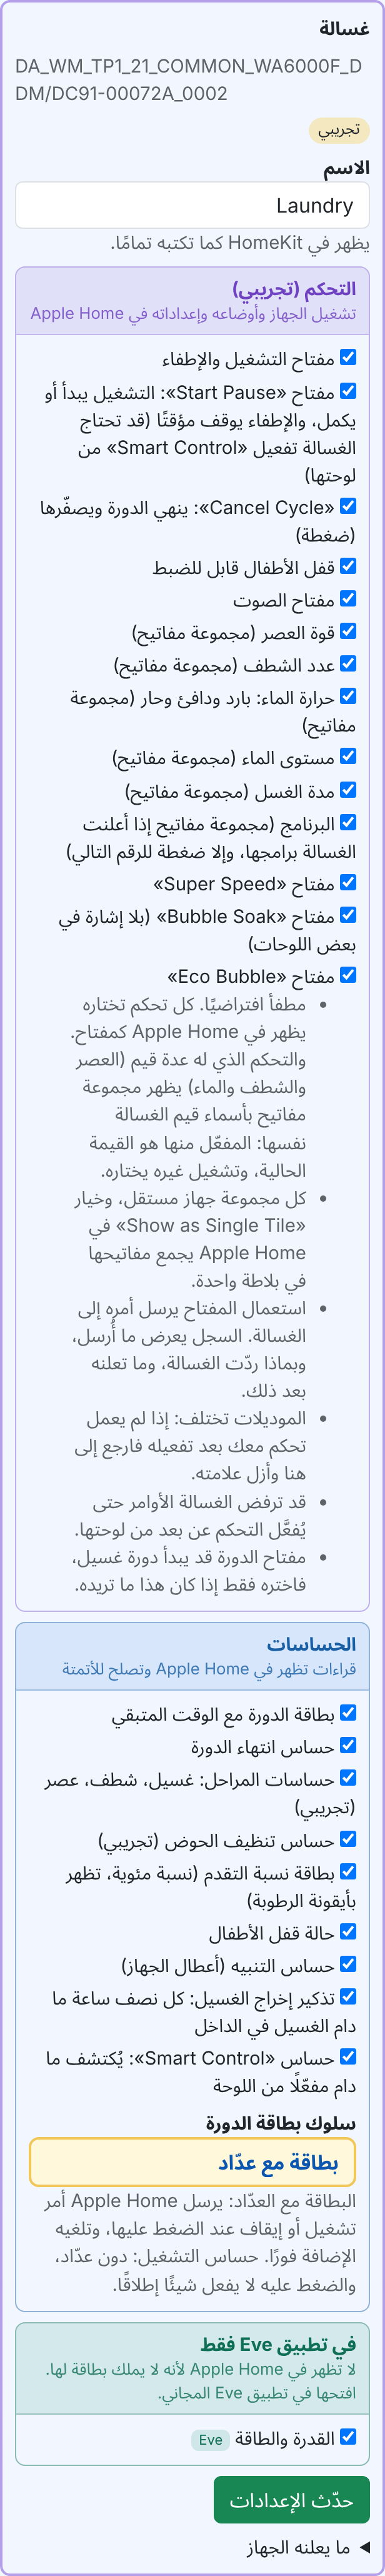 غسالة
DA_WM_TP1_21_COMMON_WA6000F_D
DM/DC91-00072A_0002
تجريبي
الاسم
Laundry
يظهر في HomeKit كما تكتبه تمامًا.
التحكم (تجريبي)
تشغيل الجهاز وأوضاعه وإعداداته في Apple Home
مفتاح التشغيل والإطفاء
مفتاح «Start Pause»: التشغيل يبدأ أو
يكمل، والإطفاء يوقف مؤقتًا (قد تحتاج
الغسالة تفعيل «Smart Control» من
لوحتها)
«Cancel Cycle»: ينهي الدورة ويصفّرها
(ضغطة)
قفل الأطفال قابل للضبط
مفتاح الصوت
قوة العصر (مجموعة مفاتيح)
عدد الشطف (مجموعة مفاتيح)
حرارة الماء: بارد ودافئ وحار (مجموعة
مفاتيح)
مستوى الماء (مجموعة مفاتيح)
مدة الغسل (مجموعة مفاتيح)
البرنامج (مجموعة مفاتيح إذا أعلنت
الغسالة برامجها، وإلا ضغطة للرقم التالي)
مفتاح «Super Speed»
مفتاح «Bubble Soak» (بلا إشارة في
بعض اللوحات)
مفتاح «Eco Bubble»
• مطفأ افتراضيًا. كل تحكم تختاره
يظهر في Apple Home كمفتاح.
والتحكم الذي له عدة قيم (العصر
والشطف والماء) يظهر مجموعة
مفاتيح بأسماء قيم الغسالة
نفسها: المفعّل منها هو القيمة
الحالية، وتشغيل غيره يختاره.
• كل مجموعة جهاز مستقل، وخيار
«Show as Single Tile» في
Apple Home يجمع مفاتيحها
في بلاطة واحدة.
• استعمال المفتاح يرسل أمره إلى
الغسالة. السجل يعرض ما أُرسل،
وبماذا ردّت الغسالة، وما تعلنه
بعد ذلك.
• الموديلات تختلف: إذا لم يعمل
تحكم معك بعد تفعيله فارجع إلى
هنا وأزل علامته.
• قد ترفض الغسالة الأوامر حتى
يُفعَّل التحكم عن بعد من لوحتها.
• مفتاح الدورة قد يبدأ دورة غسيل،
فاختره فقط إذا كان هذا ما تريده.
الحساسات
قراءات تظهر في Apple Home وتصلح للأتمتة
بطاقة الدورة مع الوقت المتبقي
حساس انتهاء الدورة
حساسات المراحل: غسيل، شطف، عصر
(تجريبي)
حساس تنظيف الحوض (تجريبي)
بطاقة نسبة التقدم (نسبة مئوية، تظهر
بأيقونة الرطوبة)
حالة قفل الأطفال
حساس التنبيه (أعطال الجهاز)
تذكير إخراج الغسيل: كل نصف ساعة ما
دام الغسيل في الداخل
حساس «Smart Control»: يُكتشف ما
دام مفعّلًا من اللوحة
سلوك بطاقة الدورة
بطاقة مع عدّاد
البطاقة مع العدّاد: يرسل Apple Home أمر
تشغيل أو إيقاف عند الضغط عليها، وتلغيه
الإضافة فورًا. حساس التشغيل: دون عدّاد،
والضغط عليه لا يفعل شيئًا إطلاقًا.
في تطبيق Eve فقط
لا تظهر في Apple Home لأنه لا يملك بطاقة لها.
افتحها في تطبيق Eve المجاني.
القدرة والطاقة Eve
حدّث الإعدادات
ما يعلنه الجهاز